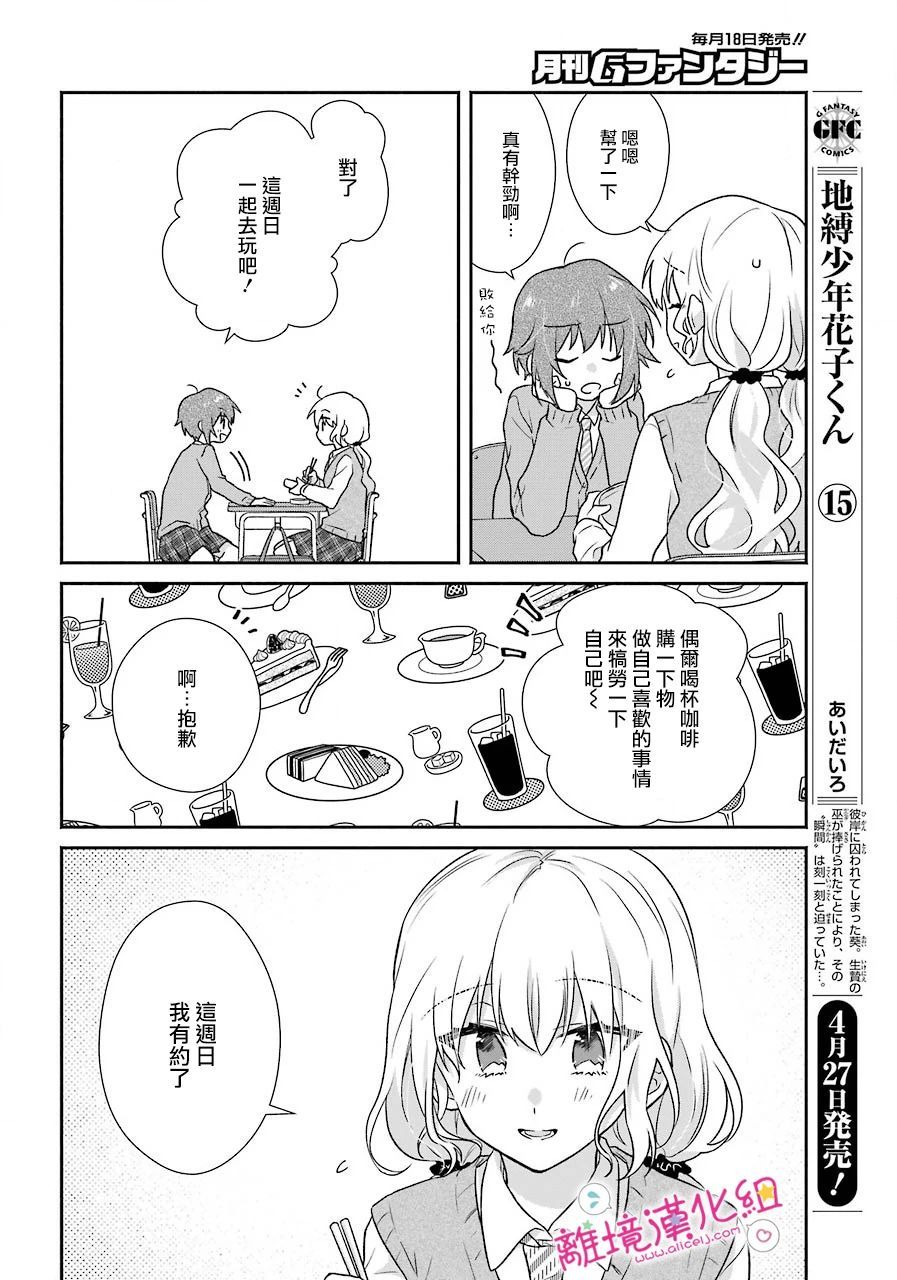 毎月18日発売!!
月刊Gファンタジー
嗯嗯
幫了一下
真有幹勁啊…
敗給你
對了
這週日
一起去玩吧！
偶爾喝杯咖啡
購一下物
做自己喜歡的事情
來犒勞一下
自己吧～
啊…抱歉
這週日
我有約了
G FANTASY
GFC
COMICS
地縛少年花子くん
⑮
あいだいろ
彼岸に囚われてしまった葵。生贄の
巫が捧げられたことにより、その
〝瞬間〟は刻一刻と迫っていた…。
4月27日発売！
離境漢化組
www.alicelj.com